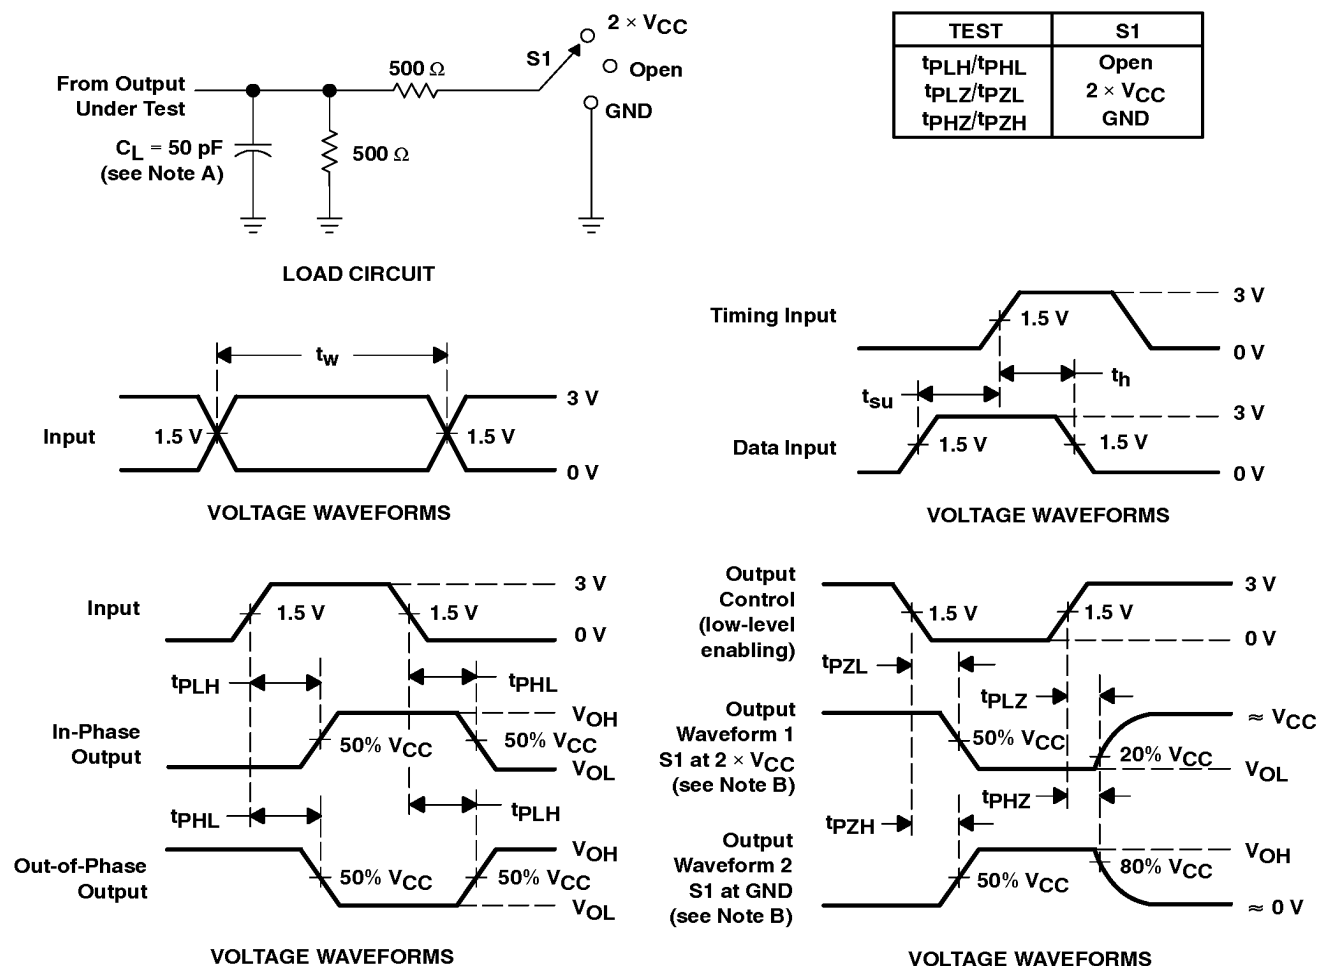 2 × VCC
S1
Open
GND
500 Ω
From Output
Under Test
CL = 50 pF
(see Note A)
500 Ω
LOAD CIRCUIT
TEST S1
tPLH/tPHL Open
tPLZ/tPZL 2 × VCC
tPHZ/tPZH GND
tw
3 V
Input 1.5 V 1.5 V
0 V
VOLTAGE WAVEFORMS
3 V
Timing Input 1.5 V
0 V
th
tsu
3 V
Data Input 1.5 V 1.5 V
0 V
VOLTAGE WAVEFORMS
3 V
Input 1.5 V 1.5 V
0 V
tPLH tPHL
VOH
In-Phase
Output
50% VCC 50% VCC
VOL
tPHL tPLH
VOH
Out-of-Phase
Output
50% VCC 50% VCC
VOL
VOLTAGE WAVEFORMS
Output
Control
(low-level
enabling)
3 V
1.5 V 1.5 V
0 V
tPZL
tPLZ
Output
Waveform 1
S1 at 2 × VCC
(see Note B)
≈ VCC
50% VCC 20% VCC
VOL
tPHZ
tPZH
Output
Waveform 2
S1 at GND
(see Note B)
VOH
50% VCC 80% VCC
≈ 0 V
VOLTAGE WAVEFORMS